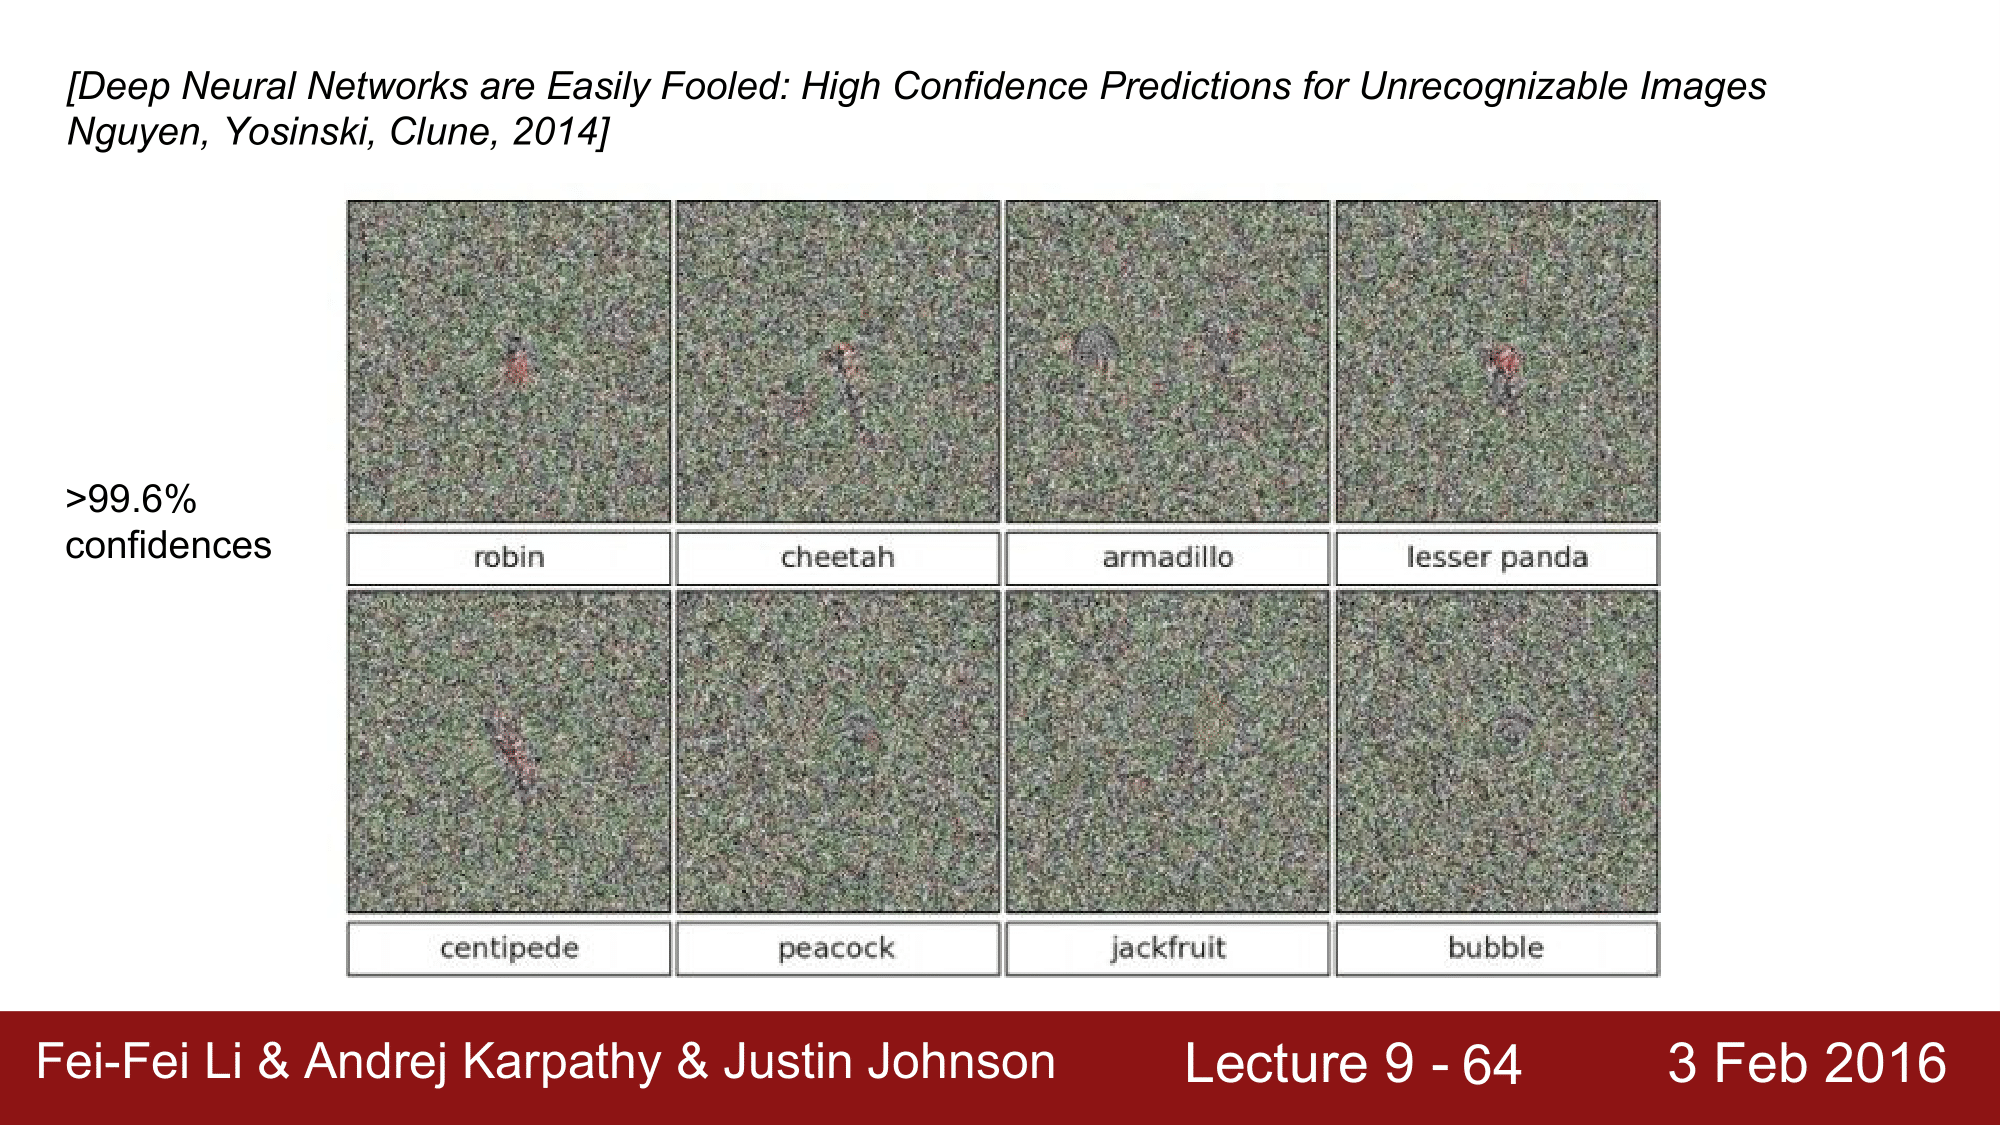 [Deep Neural Networks are Easily Fooled: High Confidence Predictions for Unrecognizable Images
Nguyen, Yosinski, Clune, 2014]
>99.6%
confidences
robin
cheetah
armadillo
lesser panda
centipede
peacock
jackfruit
bubble
Fei-Fei Li & Andrej Karpathy & Justin Johnson
Lecture 9 - 64
3 Feb 2016